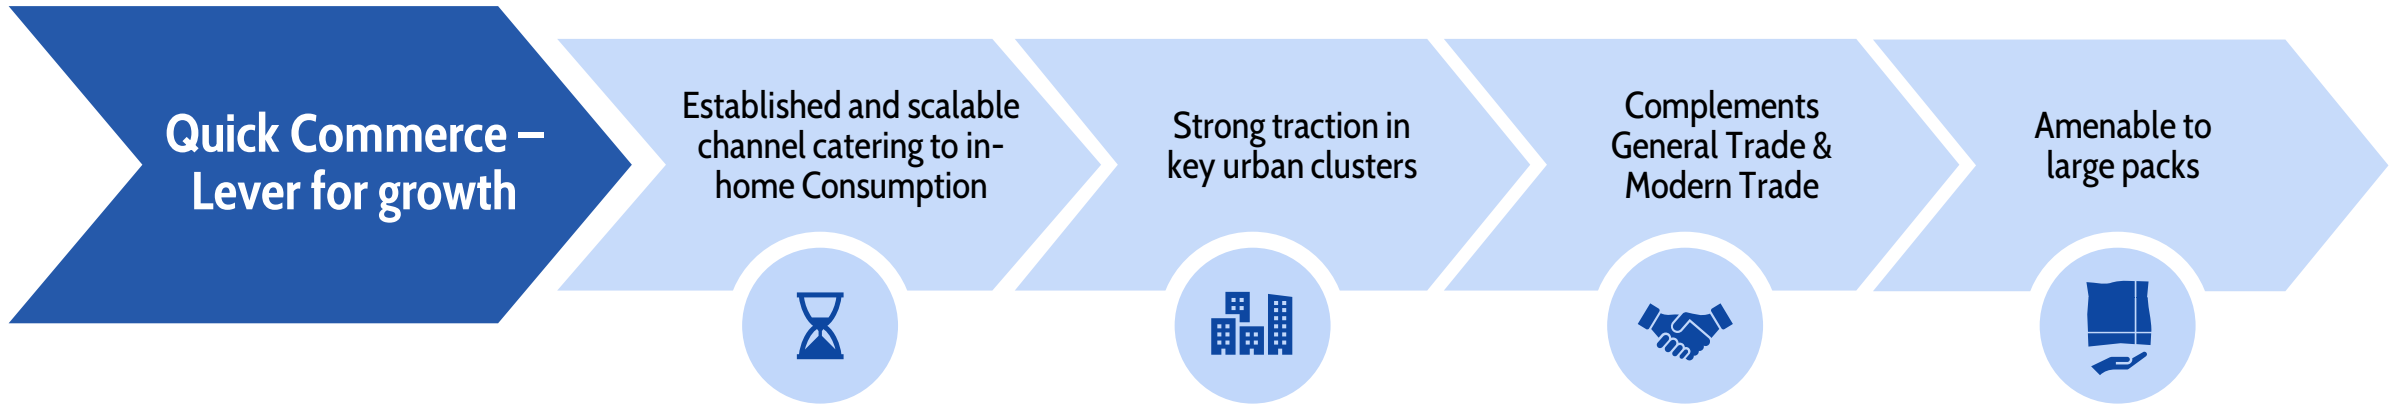 Quick Commerce –
Lever for growth
Established and scalable
channel catering to in-
home Consumption
Strong traction in
key urban clusters
Complements
General Trade &
Modern Trade
Amenable to
large packs